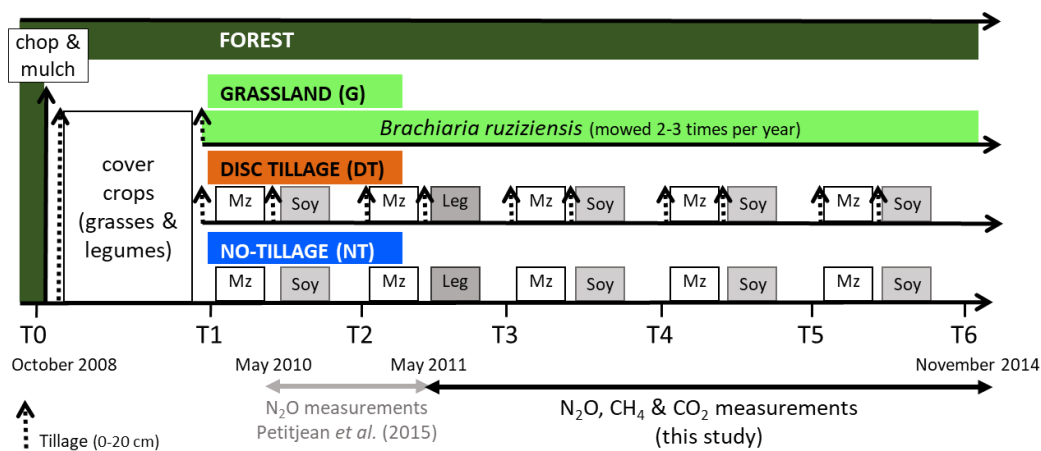 FOREST
chop &
mulch
GRASSLAND (G)
Brachiaria ruziziensis (mowed 2-3 times per year)
cover
crops
(grasses &
legumes)
DISC TILLAGE (DT)
Mz Soy Mz Leg Mz Soy Mz Soy Mz Soy
NO-TILLAGE (NT)
Mz Soy Mz Leg Mz Soy Mz Soy Mz Soy
T0 T1 T2 T3 T4 T5 T6
October 2008 May 2010 May 2011 November 2014
N₂O measurements
Petitjean et al. (2015)
N₂O, CH₄ & CO₂ measurements
(this study)
Tillage (0-20 cm)